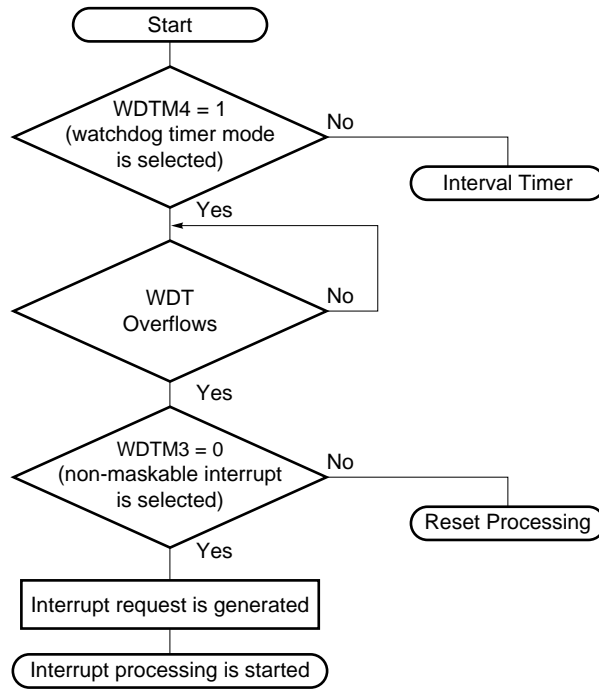 Start
WDTM4 = 1
(watchdog timer mode
is selected)
No
Interval Timer
Yes
WDT
Overflows
No
Yes
WDTM3 = 0
(non-maskable interrupt
is selected)
No
Reset Processing
Yes
Interrupt request is generated
Interrupt processing is started